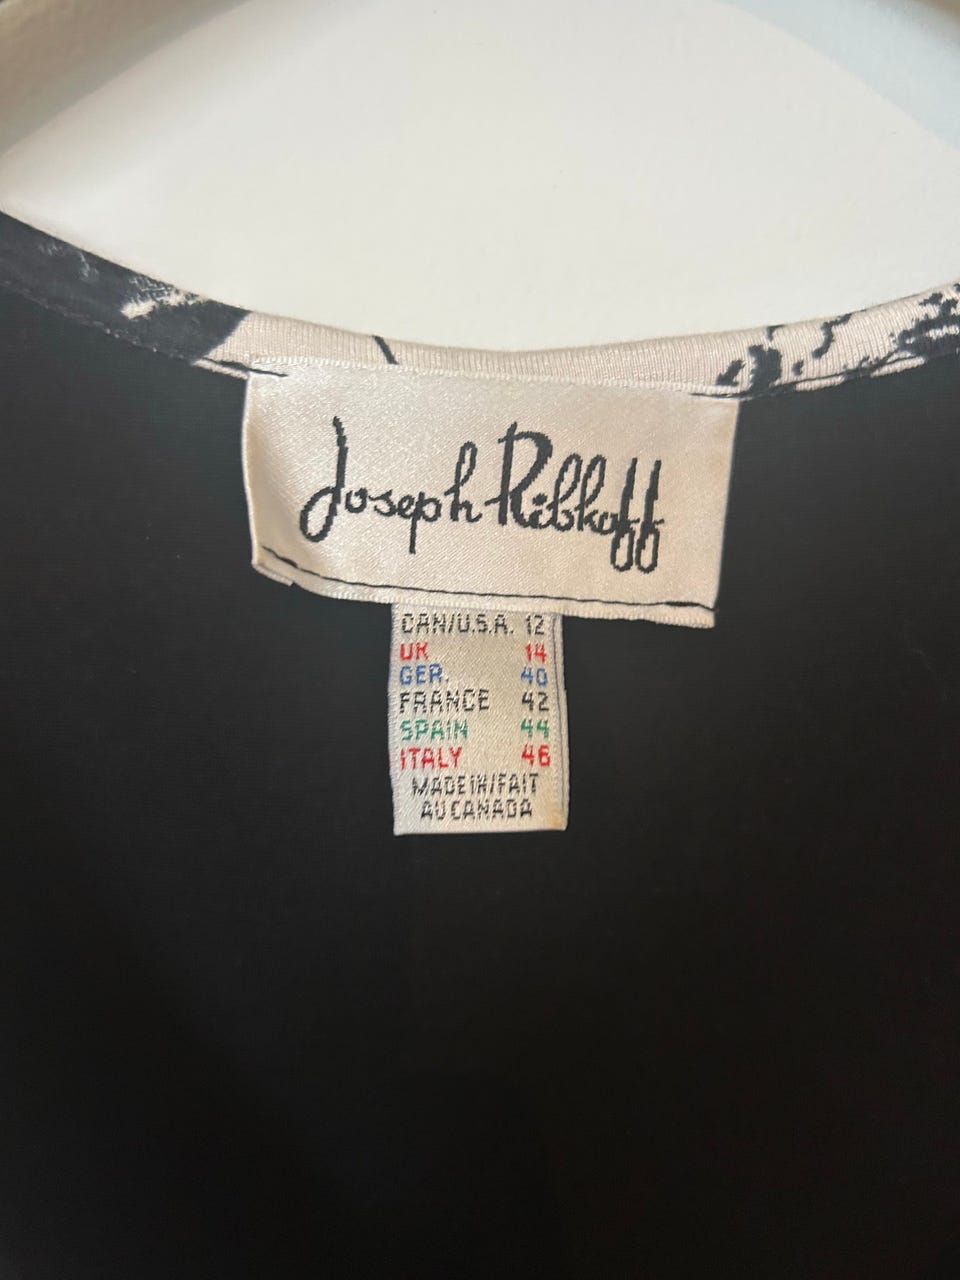 Joseph Ribkoff
CAN/U.S.A. 12
UK 14
GER. 40
FRANCE 42
SPAIN 44
ITALY 46
MADE IN/FAIT
AU CANADA